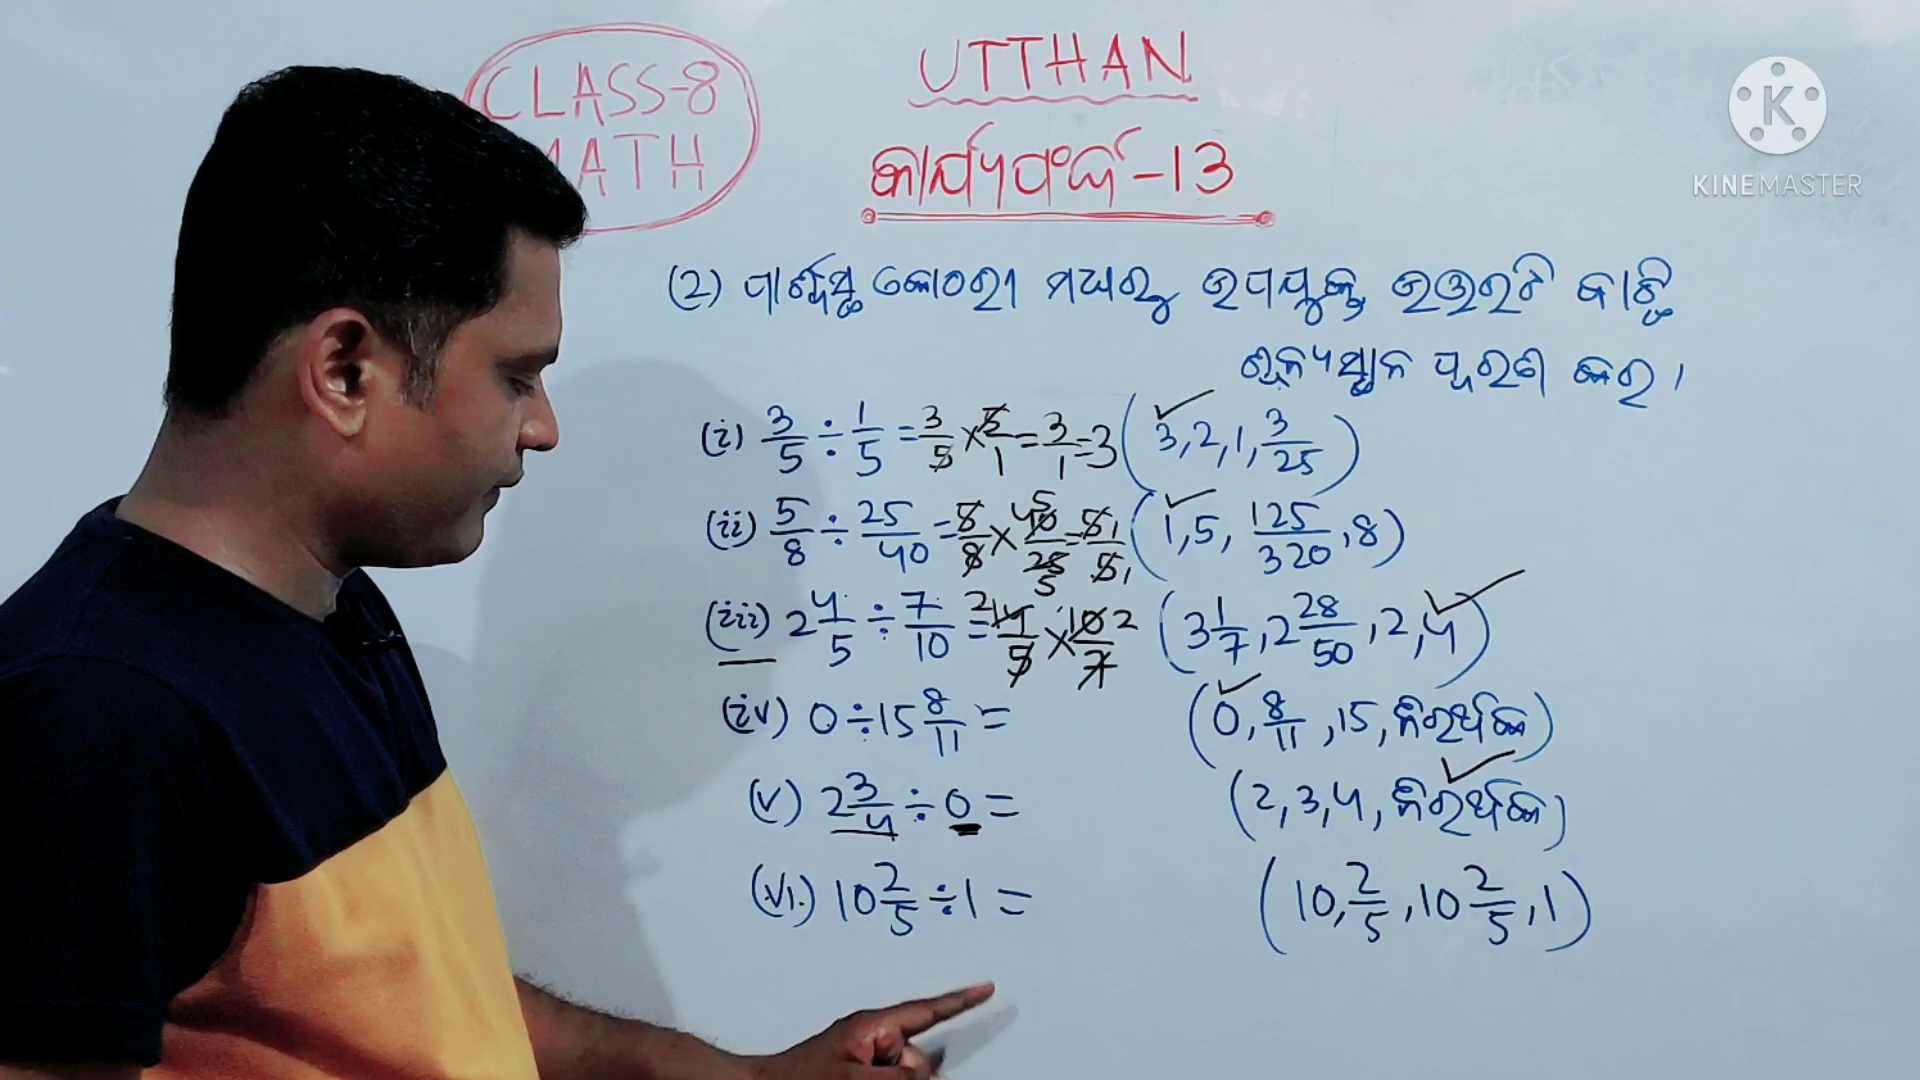 CLASS-8
MATH
UTTHAN
କାର୍ଯ୍ୟଫର୍ଦ୍ଦ -13
KINEMASTER
(2) ପାର୍ଶ୍ୱସ୍ଥ କୋଠରୀ ମଧ୍ୟରୁ ଉପଯୁକ୍ତ ଉତ୍ତରଟି ବାଛି
ଶୂନ୍ୟସ୍ଥାନ ପୂରଣ କର।
(i) 3/5 ÷ 1/5 = 3/5 × 5/1 = 3/1 = 3 (3, 2, 1, 3/25)
(ii) 5/8 ÷ 25/40 = 5/8 × 40/25 = 5/5 (1, 5, 125/320, 8)
(iii) 2 4/5 ÷ 7/10 = 14/5 × 10/7 (3 1/7, 2 28/50, 2, 4)
(iv) 0 ÷ 15 8/11 = (0, 8/11, 15, ନିରର୍ଥକ)
(v) 2 3/4 ÷ 0 = (2, 3, 4, ନିରର୍ଥକ)
(vi) 10 2/5 ÷ 1 = (10, 2/5, 10 2/5, 1)